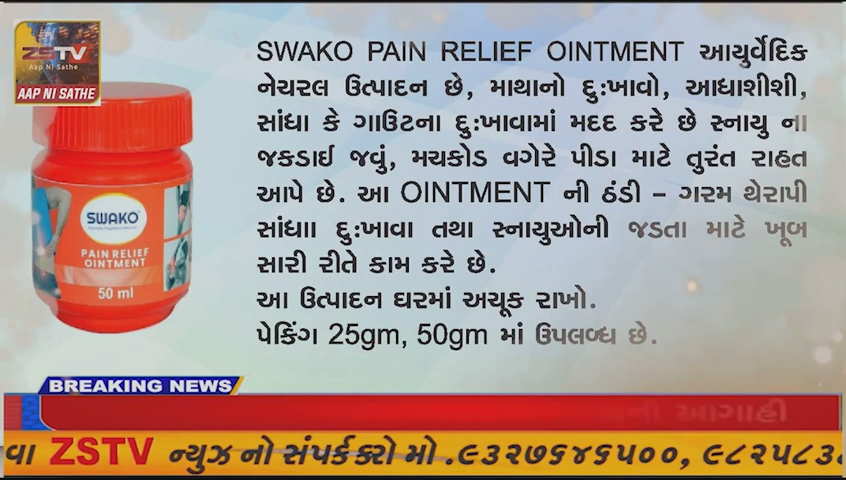 ZSTV
Aap Ni Sathe
AAP NI SATHE
SWAKO PAIN RELIEF OINTMENT આયુર્વેદિક
નેચરલ ઉત્પાદન છે, માથાનો દુઃખાવો, આધાશીશી,
સાંધા કે ગાઉટના દુઃખાવામાં મદદ કરે છે સ્નાયુ ના
જકડાઈ જવું, મચકોડ વગેરે પીડા માટે તુરંત રાહત
આપે છે. આ OINTMENT ની ઠંડી – ગરમ થેરાપી
સાંધાા દુઃખાવા તથા સ્નાયુઓની જડતા માટે ખૂબ
સારી રીતે કામ કરે છે.
આ ઉત્પાદન ઘરમાં અચૂક રાખો.
પેકિંગ 25gm, 50gm માં ઉપલબ્ધ છે.
SWAKO
PAIN RELIEF
OINTMENT
50 ml
BREAKING NEWS
ની આગાહી
વા ZSTV ન્યુઝ નો સંપર્ક કરો મો .૯૩૨૭૬૪૬૫૦૦, ૯૮૨૫૮૩૮